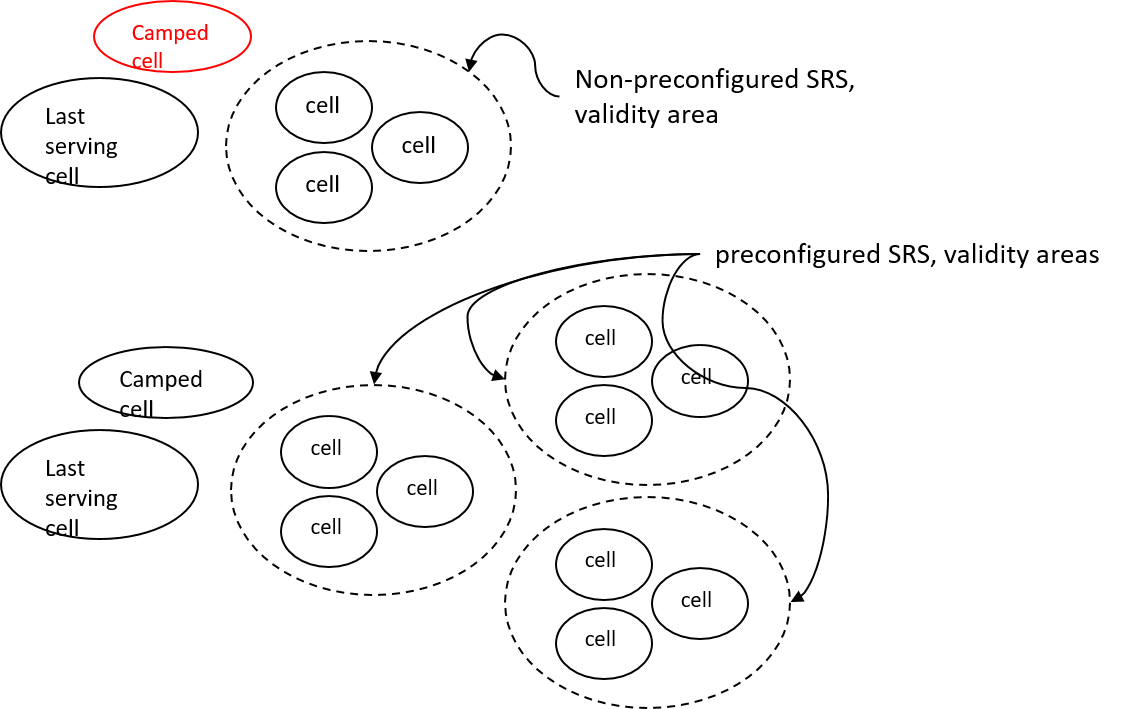 Camped
cell
Last
serving
cell
cell
cell
cell
Non-preconfigured SRS,
validity area
preconfigured SRS, validity areas
Camped
cell
Last
serving
cell
cell
cell
cell
cell
cell
cell
cell
cell
cell